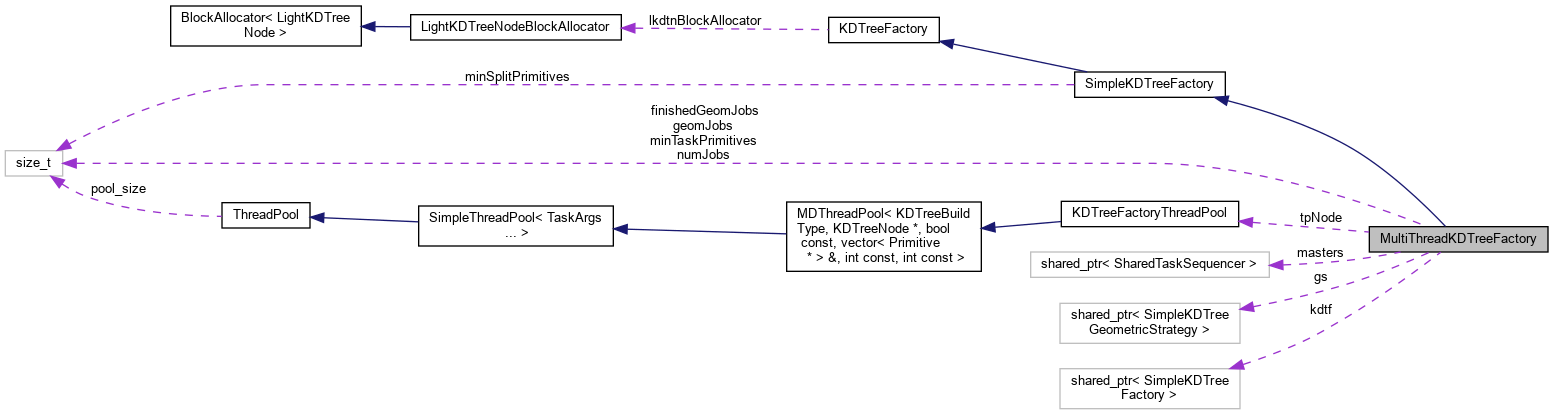 BlockAllocator< LightKDTree
Node >
LightKDTreeNodeBlockAllocator
lkdtnBlockAllocator
KDTreeFactory
minSplitPrimitives
SimpleKDTreeFactory
finishedGeomJobs
geomJobs
minTaskPrimitives
numJobs
size_t
pool_size
ThreadPool
SimpleThreadPool< TaskArgs
... >
MDThreadPool< KDTreeBuild
Type, KDTreeNode *, bool
const, vector< Primitive
* > &, int const, int const >
KDTreeFactoryThreadPool
tpNode
MultiThreadKDTreeFactory
masters
shared_ptr< SharedTaskSequencer >
gs
shared_ptr< SimpleKDTree
GeometricStrategy >
kdtf
shared_ptr< SimpleKDTree
Factory >